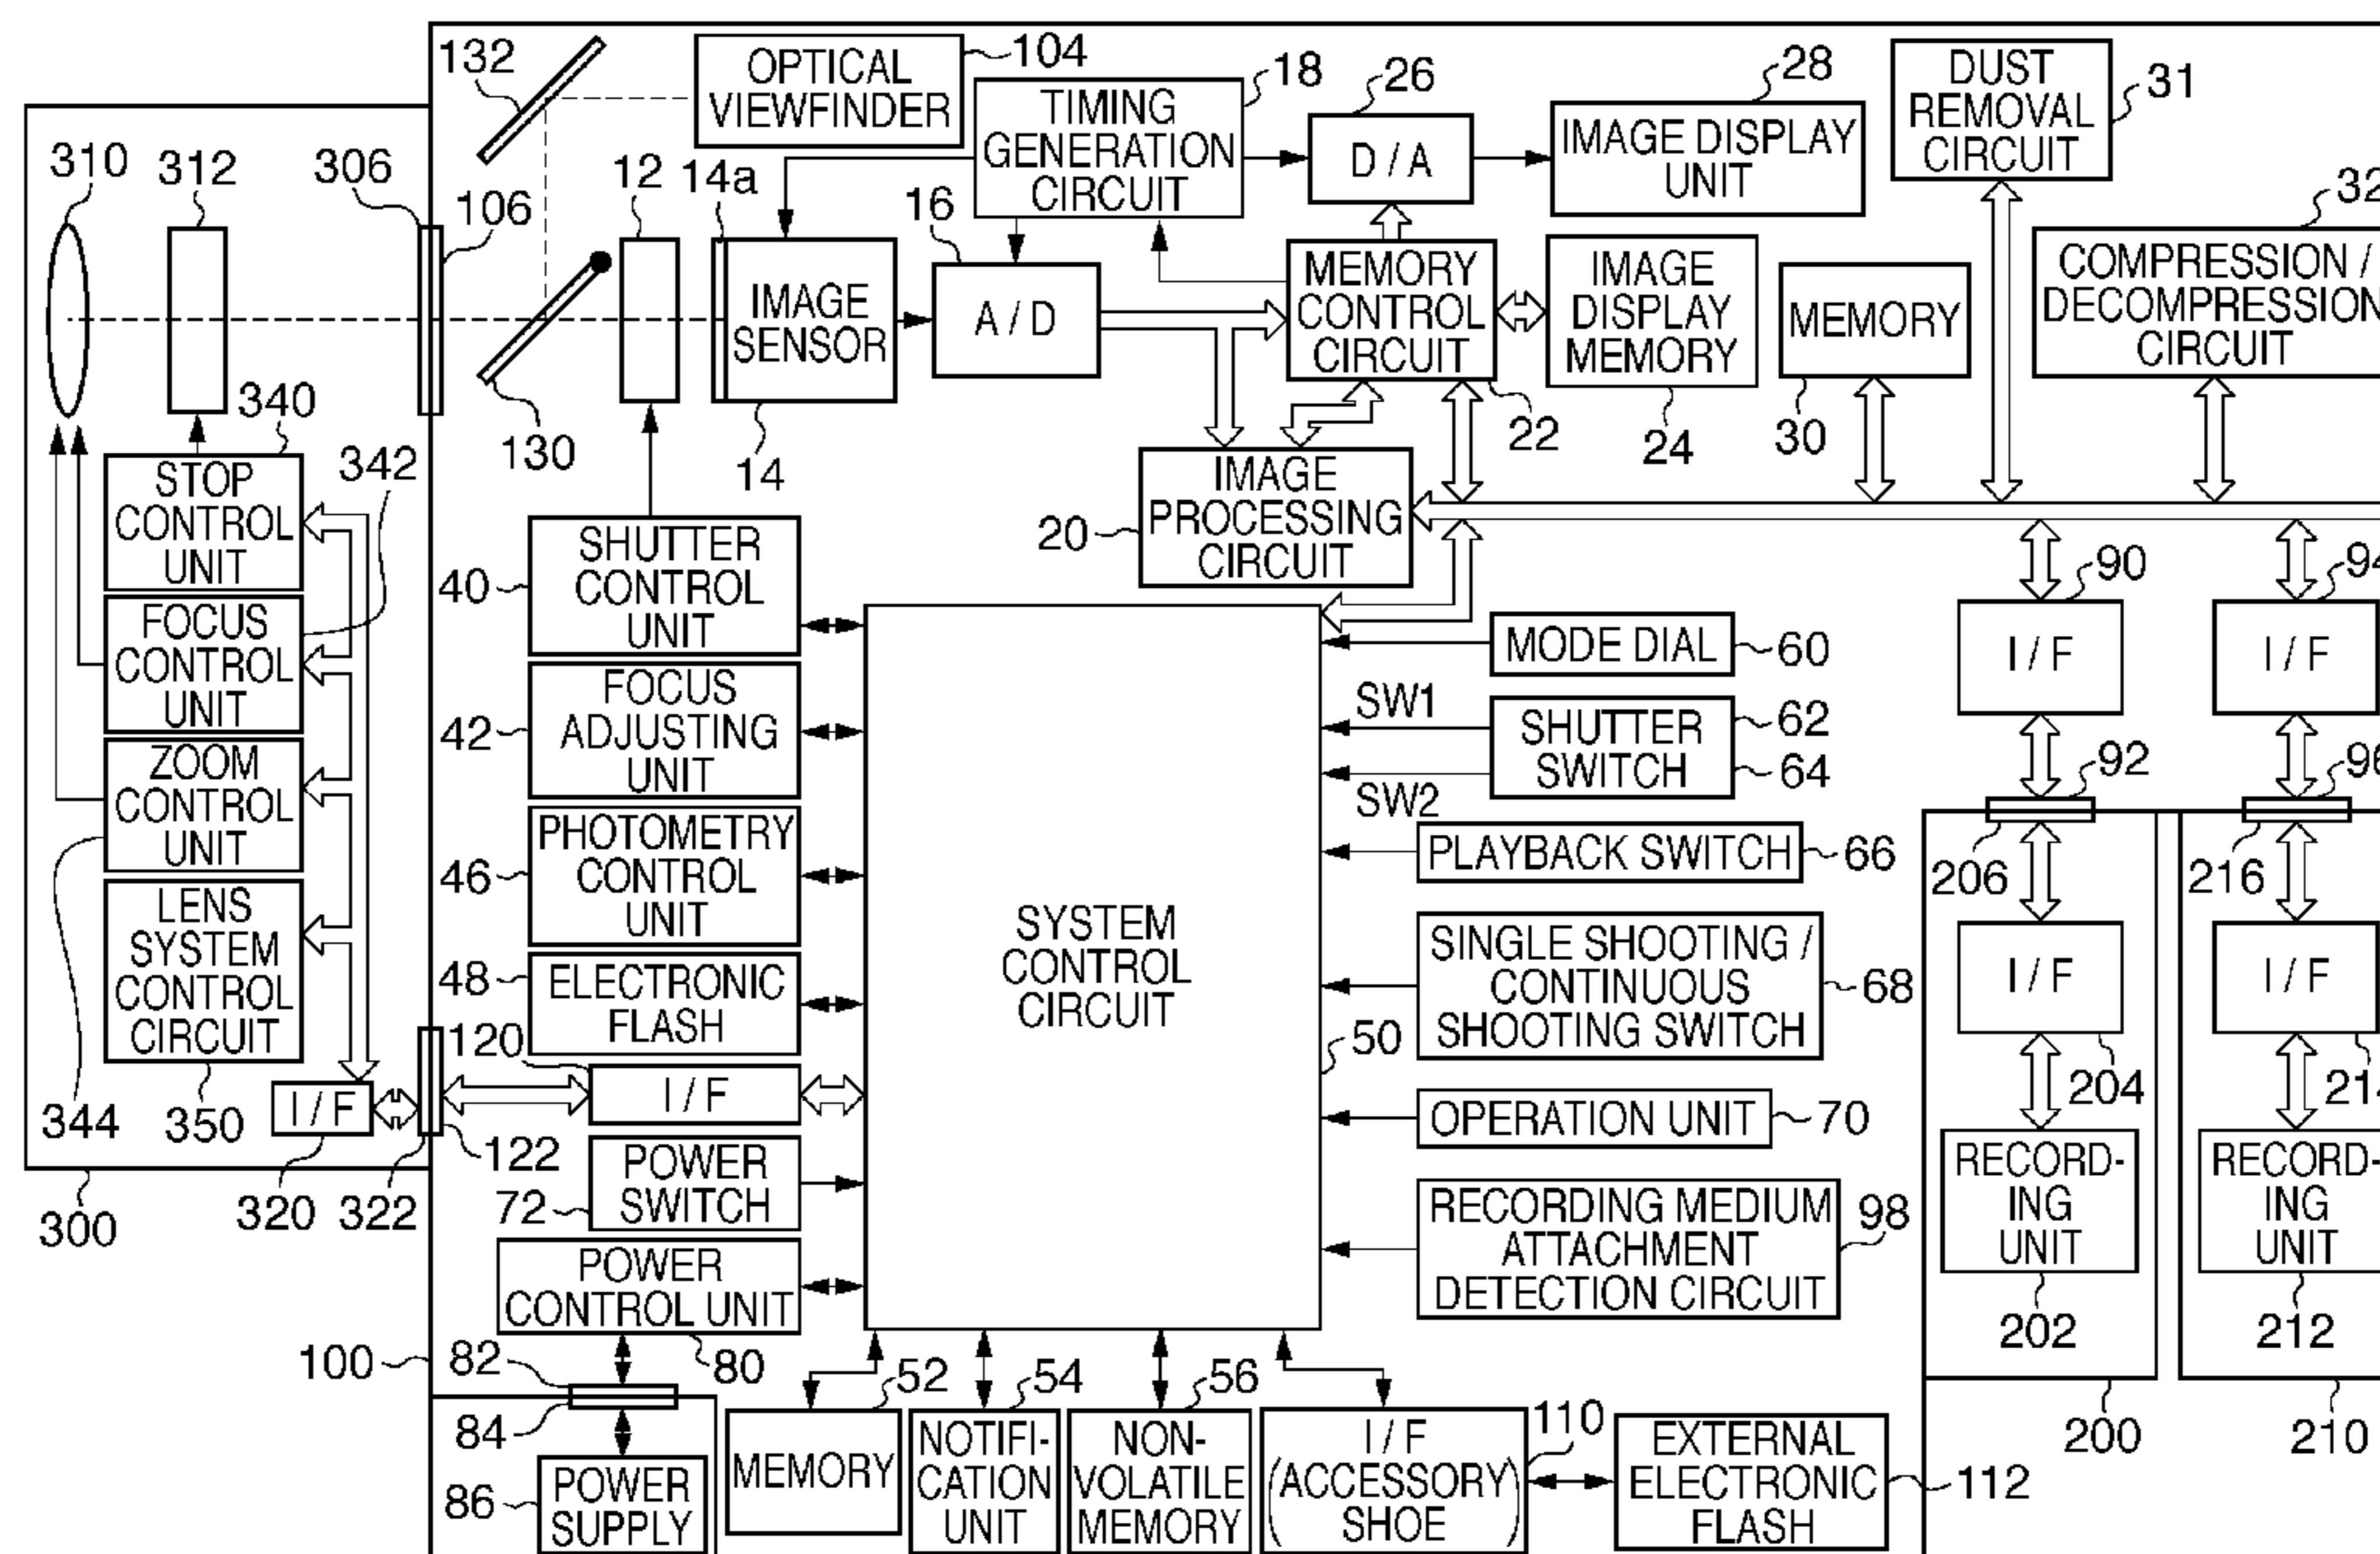 132
OPTICAL
VIEWFINDER
104
TIMING
GENERATION
CIRCUIT
18
26
D / A
28
IMAGE DISPLAY
UNIT
DUST
REMOVAL
CIRCUIT
31
310
312
306
106
12
14a
16
IMAGE
SENSOR
A / D
MEMORY
CONTROL
CIRCUIT
IMAGE
DISPLAY
MEMORY
MEMORY
COMPRESSION /
DECOMPRESSION
CIRCUIT
340
130
14
22
24
30
STOP
CONTROL
UNIT
342
IMAGE
PROCESSING
CIRCUIT
20
SHUTTER
CONTROL
UNIT
40
90
I / F
I / F
FOCUS
CONTROL
UNIT
FOCUS
ADJUSTING
UNIT
42
MODE DIAL
60
SW1
SHUTTER
SWITCH
62
64
SW2
92
ZOOM
CONTROL
UNIT
PHOTOMETRY
CONTROL
UNIT
46
PLAYBACK SWITCH
66
206
216
LENS
SYSTEM
CONTROL
CIRCUIT
SYSTEM
CONTROL
CIRCUIT
50
SINGLE SHOOTING /
CONTINUOUS
SHOOTING SWITCH
68
I / F
I / F
48
ELECTRONIC
FLASH
120
I / F
204
344
350
I / F
122
OPERATION UNIT
70
300
320
322
72
POWER
SWITCH
RECORDING MEDIUM
ATTACHMENT
DETECTION CIRCUIT
98
RECORD-
ING
UNIT
RECORD-
ING
UNIT
POWER
CONTROL UNIT
202
212
100
82
80
52
54
56
84
110
200
210
86
POWER
SUPPLY
MEMORY
NOTIFI-
CATION
UNIT
NON-
VOLATILE
MEMORY
I / F
(ACCESSORY
SHOE)
EXTERNAL
ELECTRONIC
FLASH
112